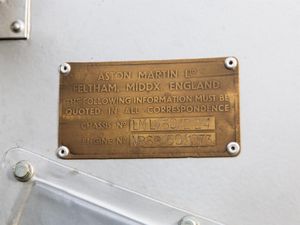 ASTON MARTIN LTD
FELTHAM, MIDDX, ENGLAND
THE FOLLOWING INFORMATION MUST BE
QUOTED IN ALL CORRESPONDENCE
CHASSIS No
ENGINE No